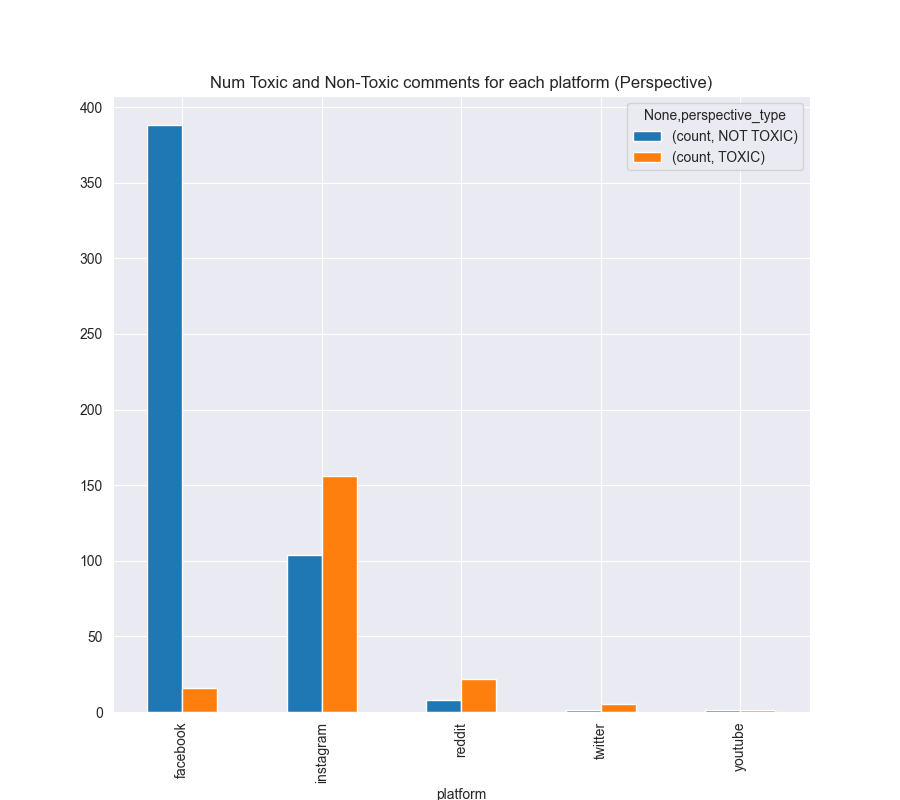 Num Toxic and Non-Toxic comments for each platform (Perspective)
None,perspective_type
(count, NOT TOXIC)
(count, TOXIC)
400
350
300
250
200
150
100
50
0
facebook
instagram
reddit
twitter
youtube
platform